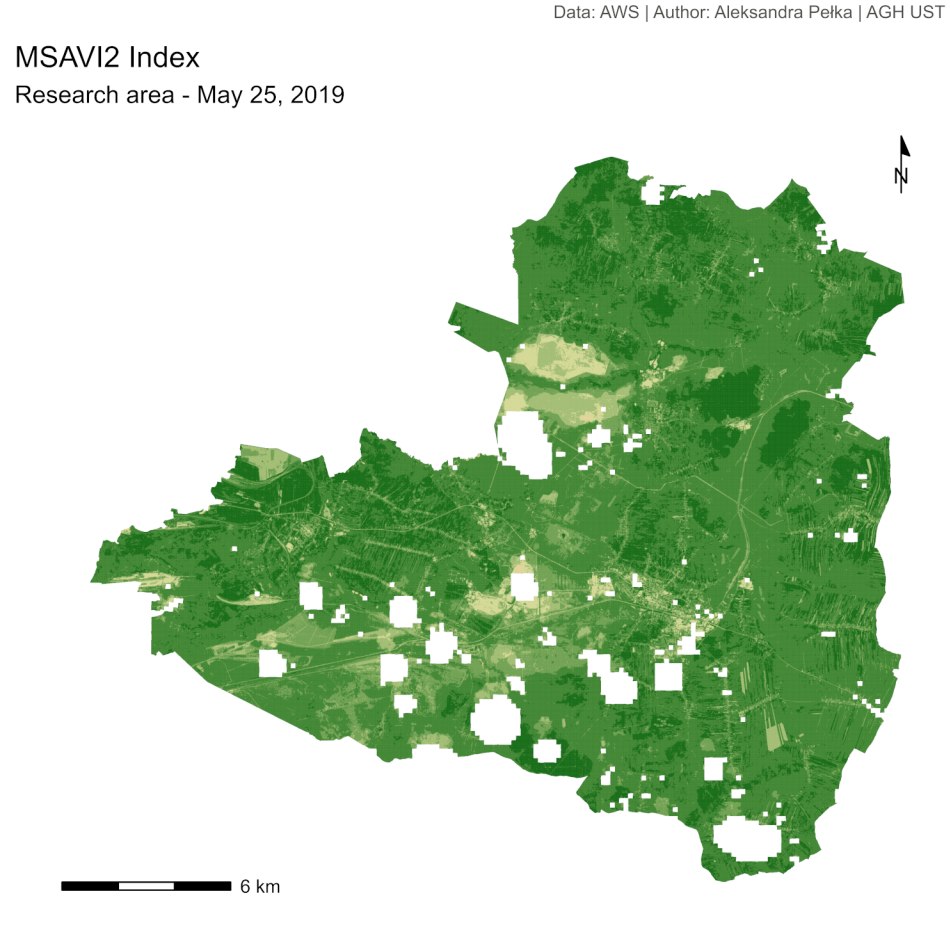 Data: AWS | Author: Aleksandra Pełka | AGH UST
MSAVI2 Index
Research area - May 25, 2019
N
6 km